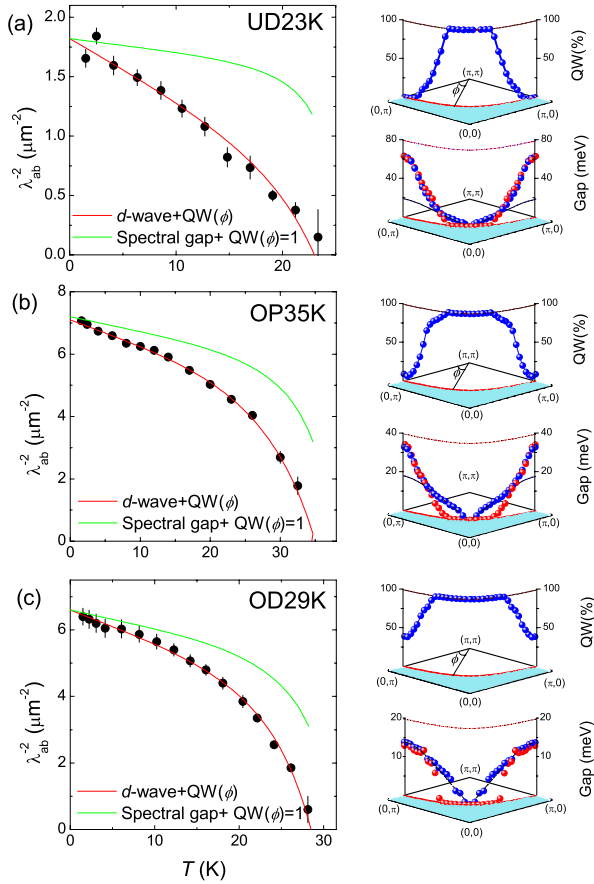 (a)
UD23K
2.0
1.5
1.0
0.5
0.0
λab⁻² (μm⁻²)
d-wave+QW(ϕ)
Spectral gap+ QW(ϕ)=1
0 10 20
100 100
50 50
QW(%)
(π,π)
ϕ
(0,π) (π,0)
(0,0)
80 80
40 40
Gap (meV)
(π,π)
(0,π) (π,0)
(0,0)
(b)
OP35K
8
6
4
2
0
λab⁻² (μm⁻²)
d-wave+QW(ϕ)
Spectral gap+ QW(ϕ)=1
0 10 20 30
100 100
50 50
QW(%)
(π,π)
ϕ
(0,π) (π,0)
(0,0)
40 40
20 20
Gap (meV)
(π,π)
(0,π) (π,0)
(0,0)
(c)
OD29K
8
6
4
2
0
λab⁻² (μm⁻²)
d-wave+QW(ϕ)
Spectral gap+ QW(ϕ)=1
0 5 10 15 20 25 30
T (K)
100 100
50 50
QW(%)
(π,π)
ϕ
(0,π) (π,0)
(0,0)
20 20
10 10
Gap (meV)
(π,π)
(0,π) (π,0)
(0,0)